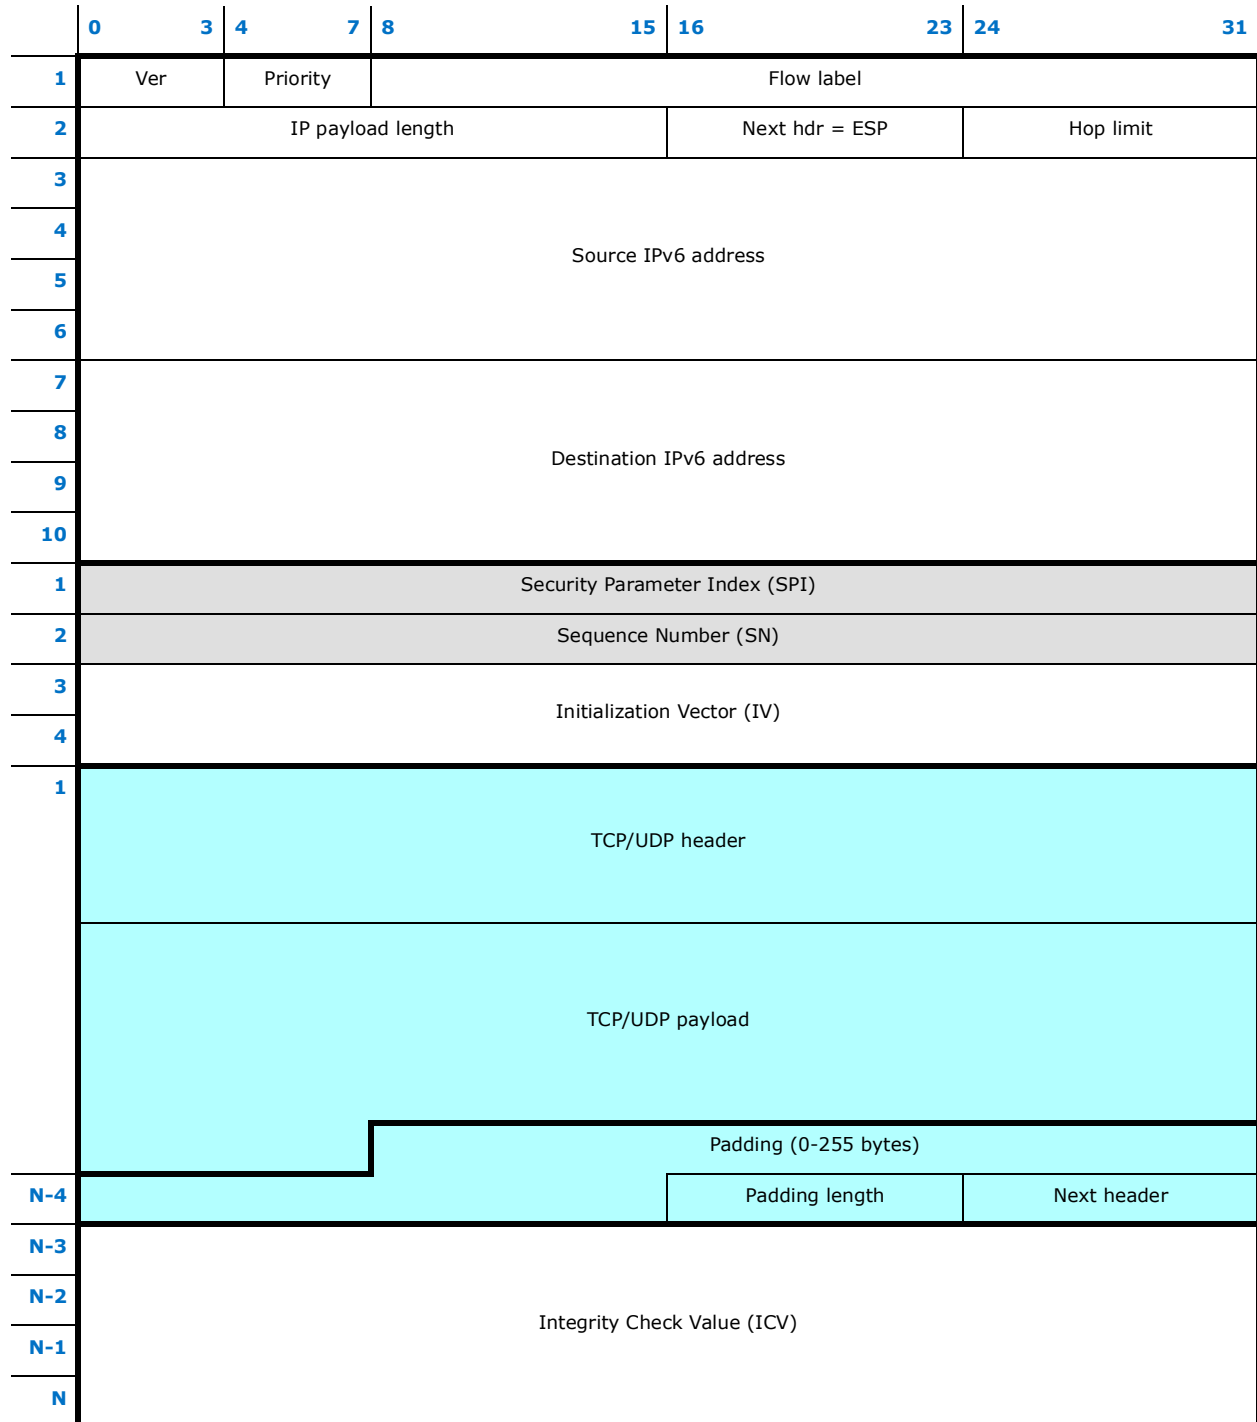 0 3 4 7 8 15 16 23 24 31
1 Ver Priority Flow label
2 IP payload length Next hdr = ESP Hop limit
3
4
Source IPv6 address
5
6
7
8
Destination IPv6 address
9
10
1 Security Parameter Index (SPI)
2 Sequence Number (SN)
3
Initialization Vector (IV)
4
1
TCP/UDP header
TCP/UDP payload
Padding (0-255 bytes)
N-4 Padding length Next header
N-3
N-2
Integrity Check Value (ICV)
N-1
N